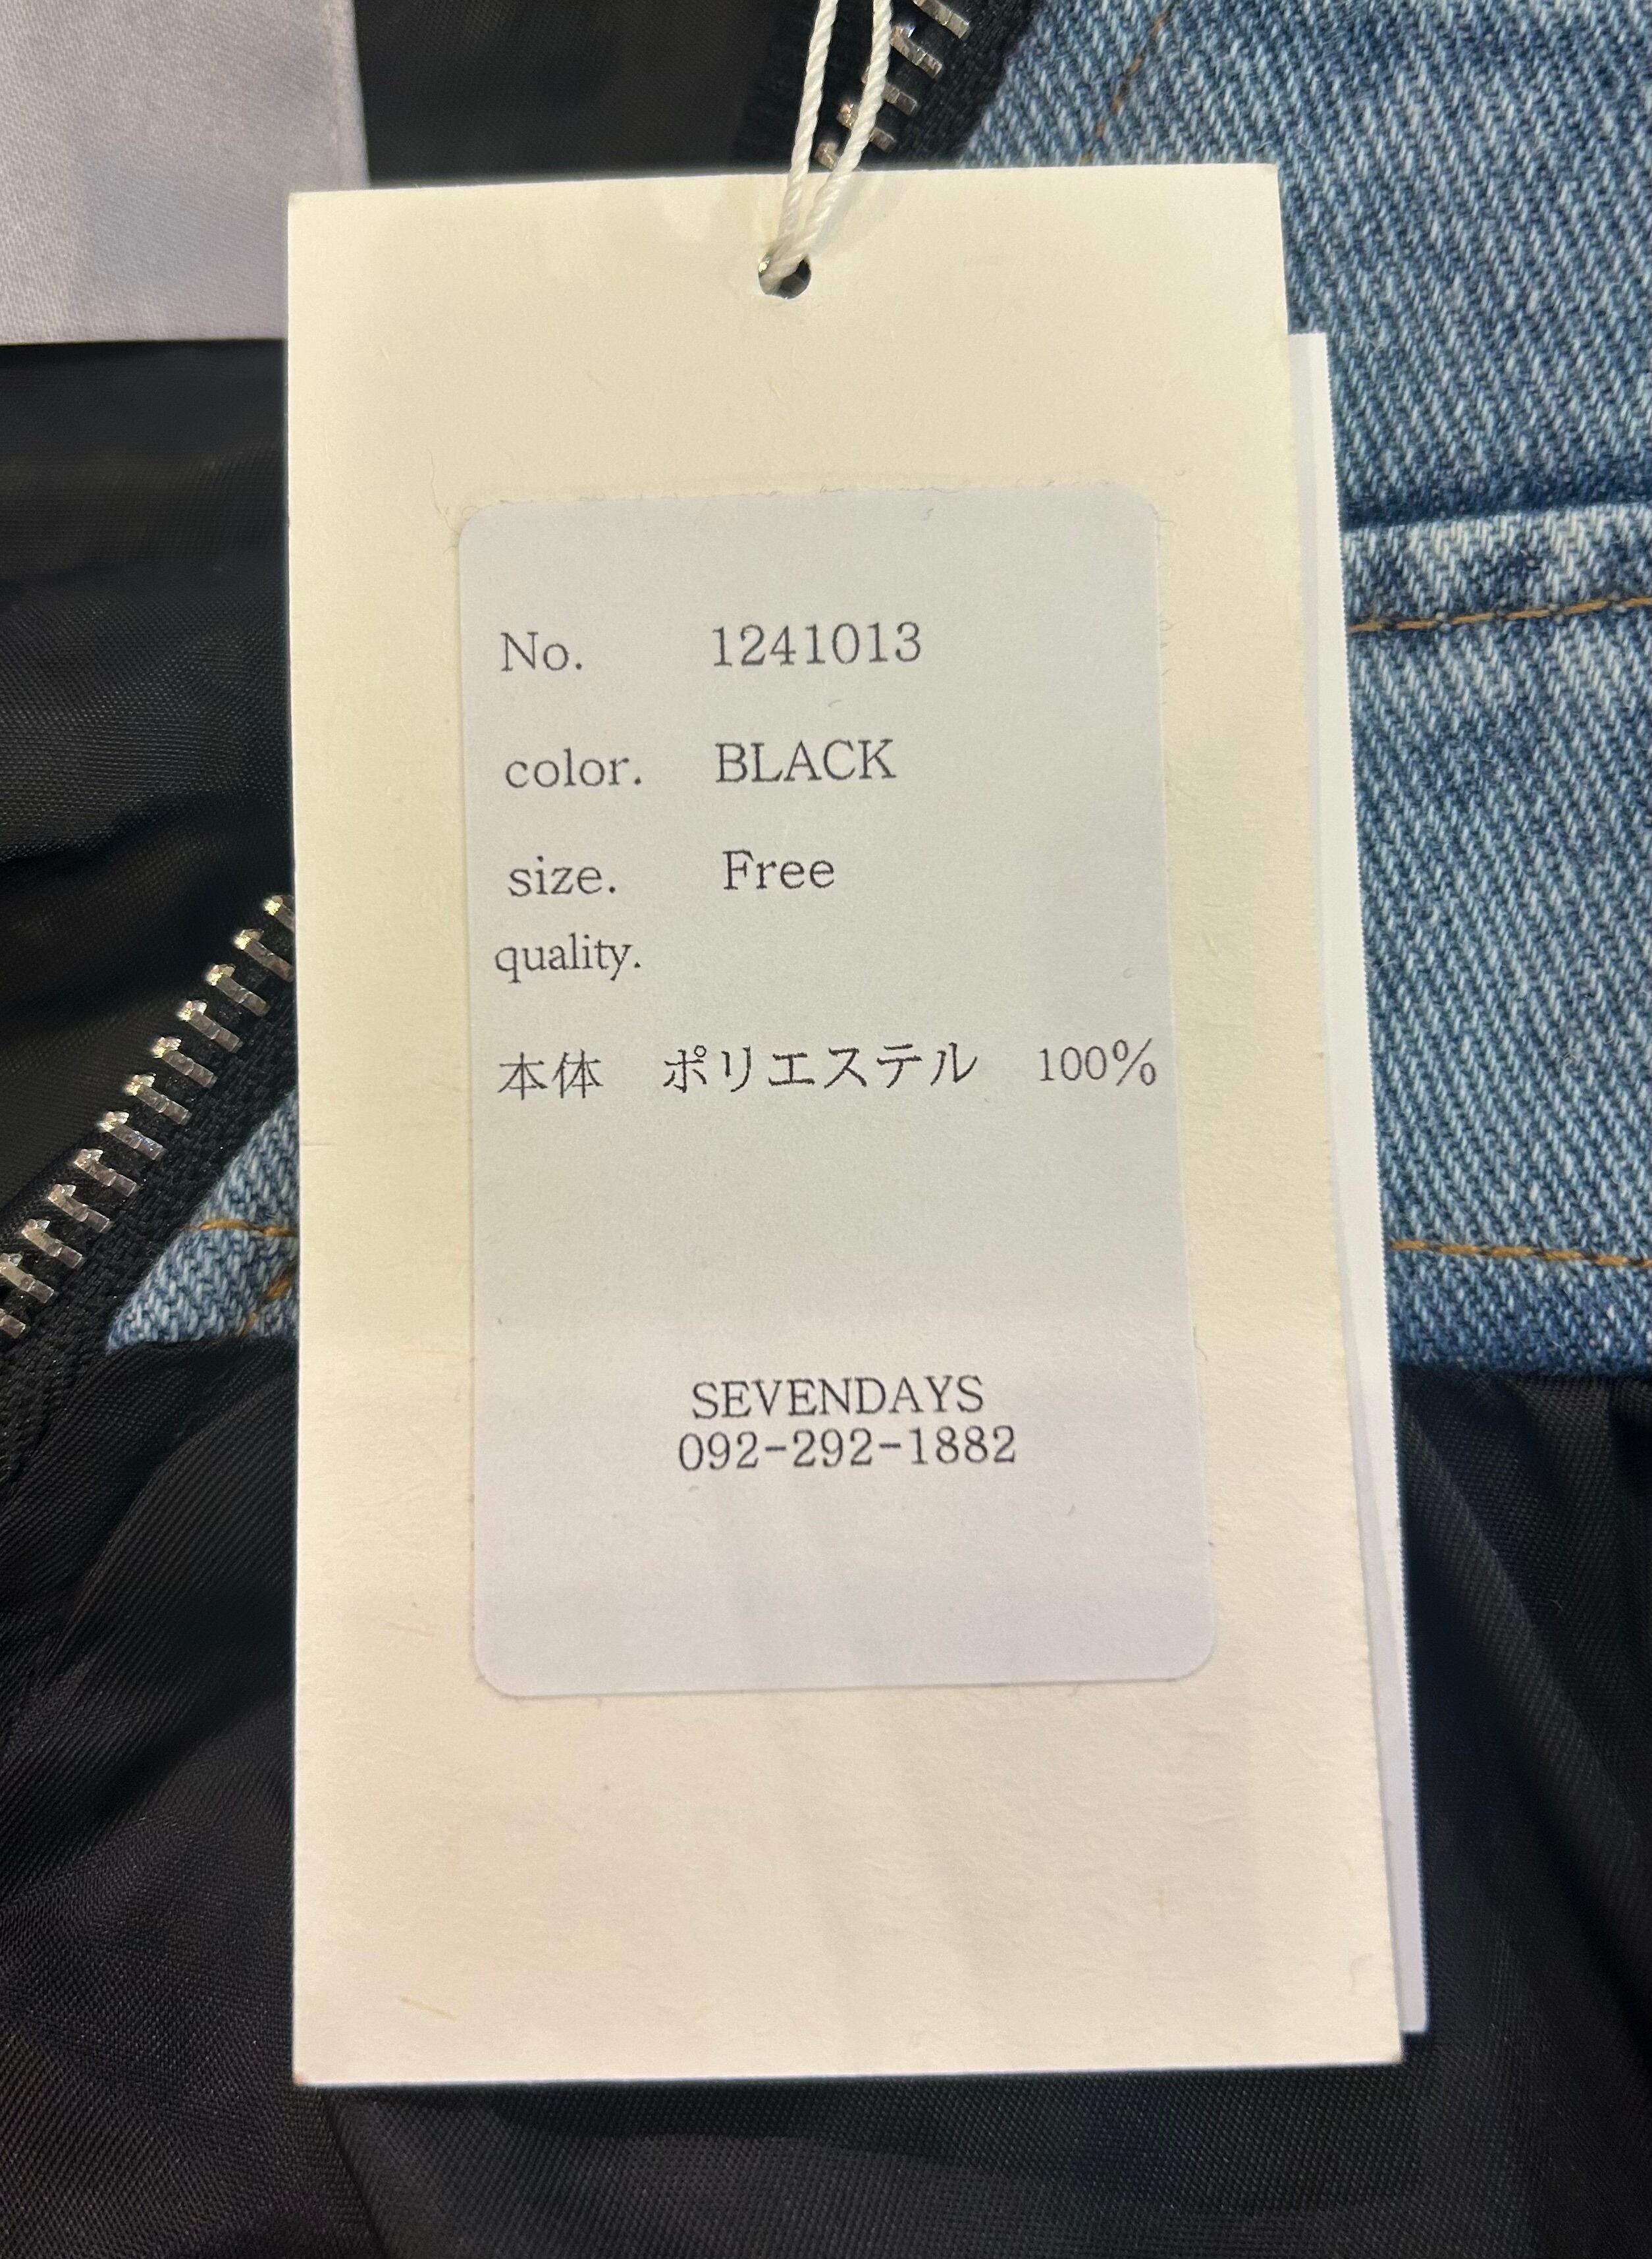 No. 1241013
color. BLACK
size. Free
quality.
本体 ポリエステル 100%
SEVENDAYS
092-292-1882